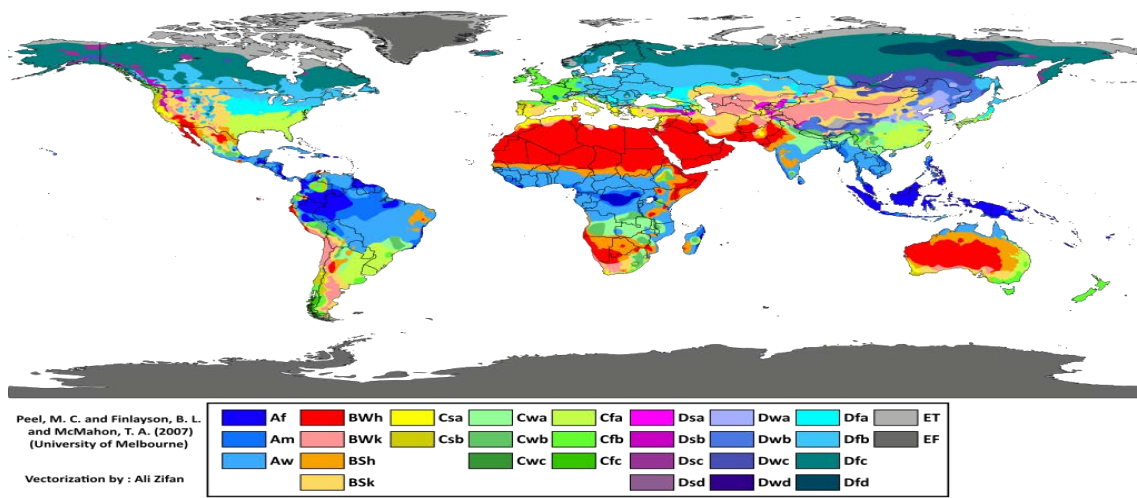 Peel, M. C. and Finlayson, B. L.
and McMahon, T. A. (2007)
(University of Melbourne)
Vectorization by : Ali Zifan
Af BWh Csa Cwa Cfa Dsa Dwa Dfa ET
Am BWk Csb Cwb Cfb Dsb Dwb Dfb EF
Aw BSh Cwc Cfc Dsc Dwc Dfc
BSk Dsd Dwd Dfd